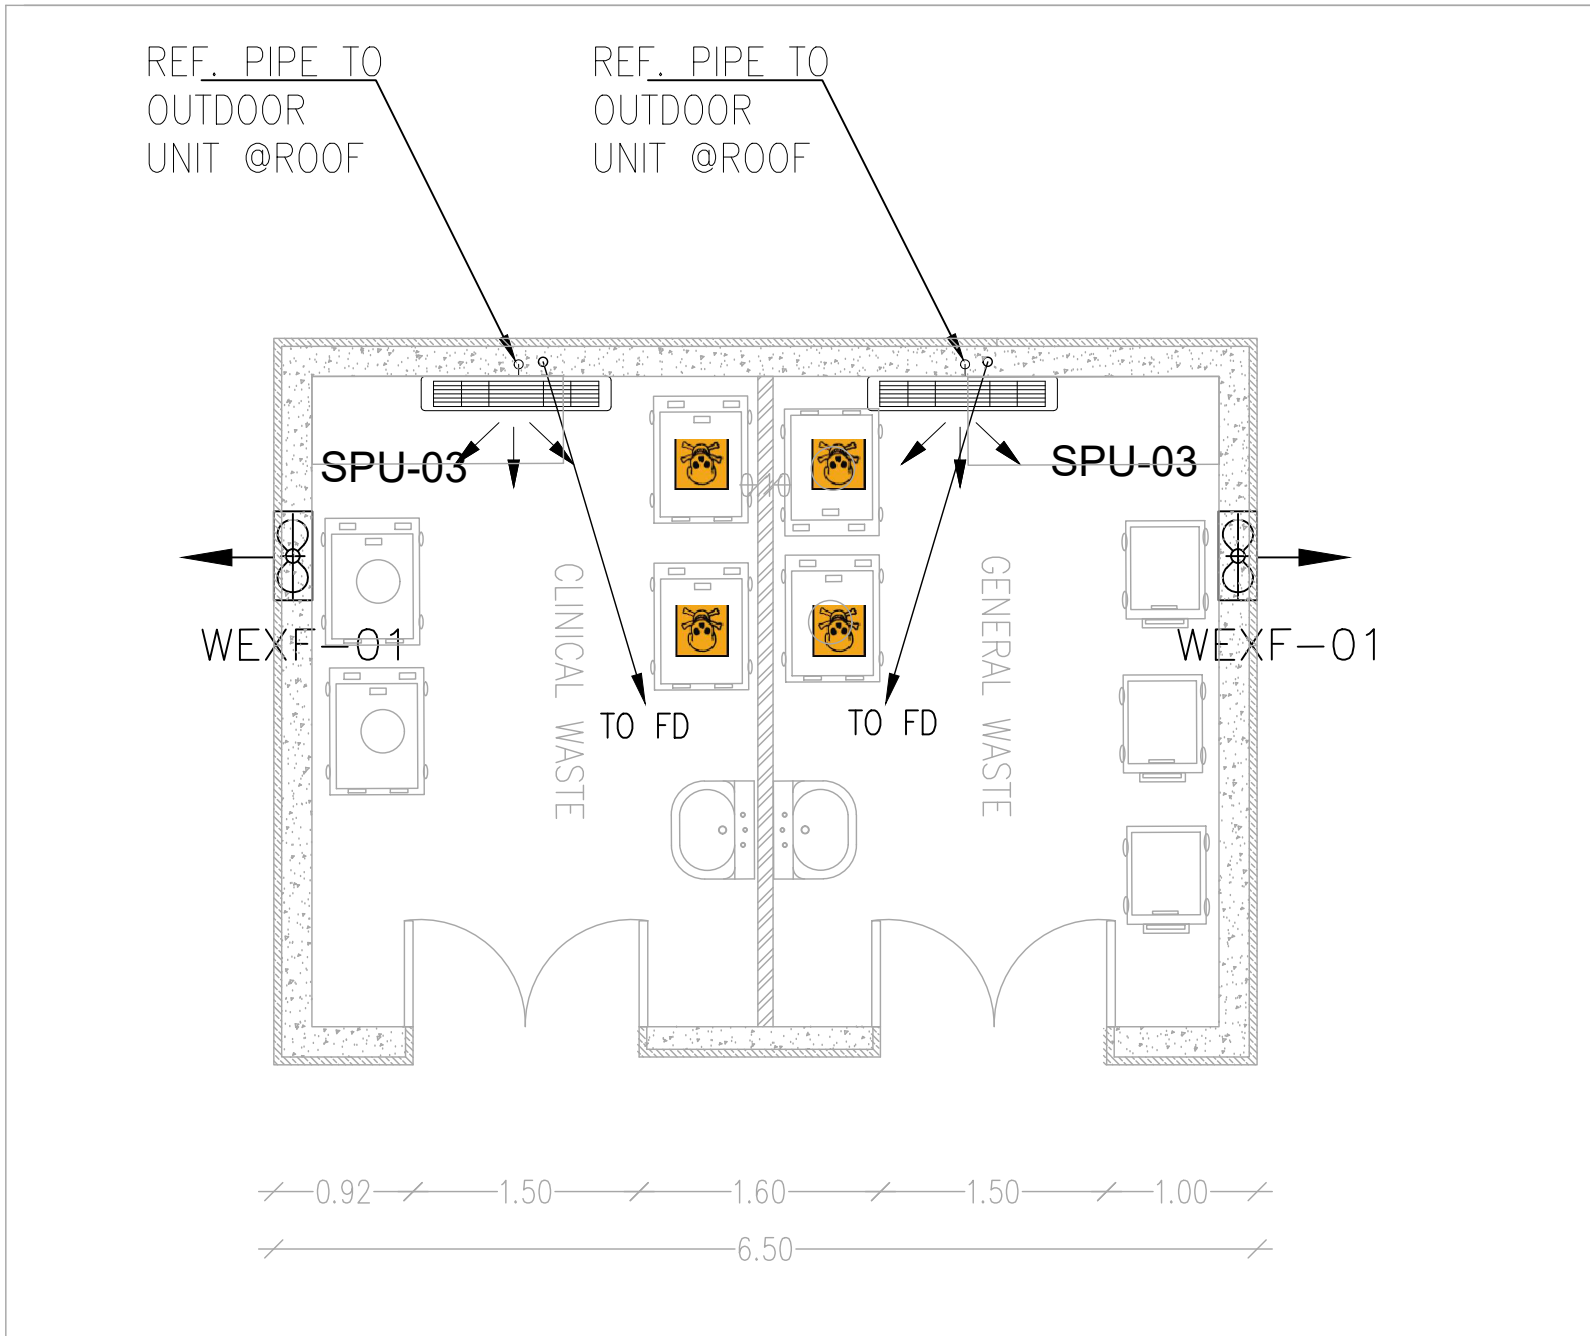 REF. PIPE TO
OUTDOOR
UNIT @ROOF
REF. PIPE TO
OUTDOOR
UNIT @ROOF
SPU-03
SPU-03
WEXF-01
WEXF-01
CLINICAL WASTE
GENERAL WASTE
TO FD
TO FD
0.92
1.50
1.60
1.50
1.00
6.50